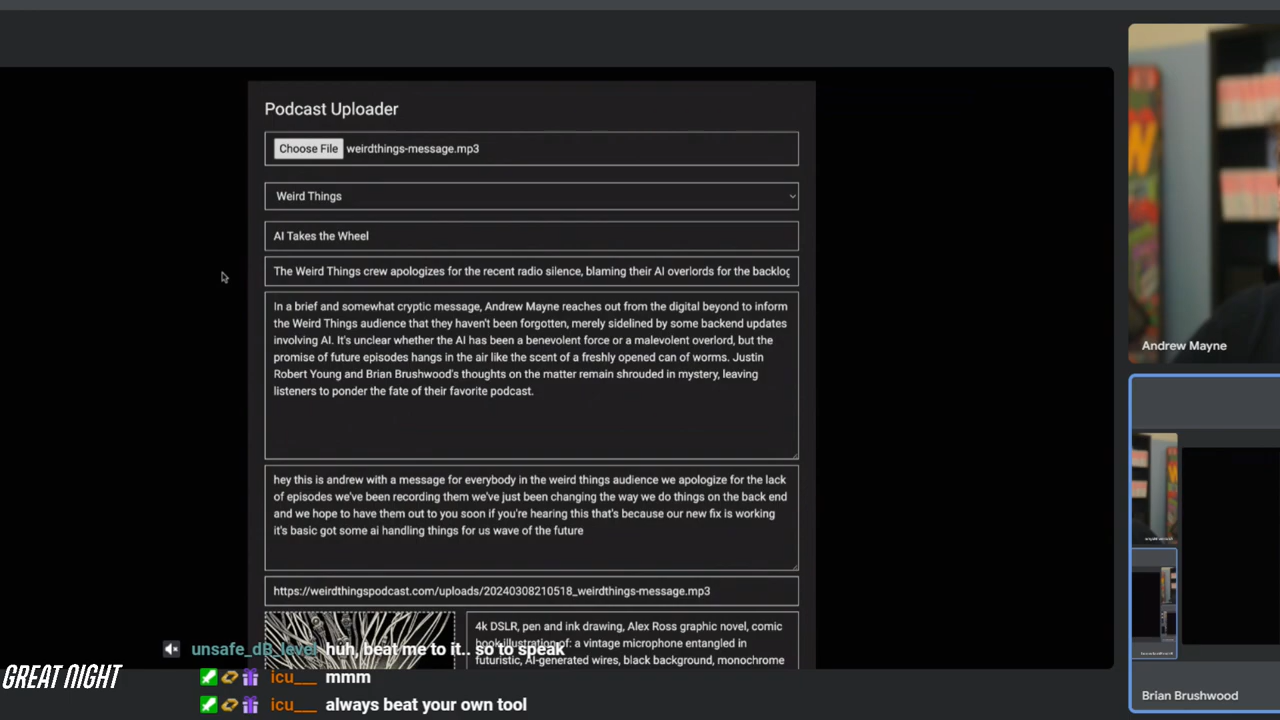 Podcast Uploader
Choose File weirdthings-message.mp3
Weird Things
AI Takes the Wheel
The Weird Things crew apologizes for the recent radio silence, blaming their AI overlords for the backlog
In a brief and somewhat cryptic message, Andrew Mayne reaches out from the digital beyond to inform
the Weird Things audience that they haven't been forgotten, merely sidelined by some backend updates
involving AI. It's unclear whether the AI has been a benevolent force or a malevolent overlord, but the
promise of future episodes hangs in the air like the scent of a freshly opened can of worms. Justin
Robert Young and Brian Brushwood's thoughts on the matter remain shrouded in mystery, leaving
listeners to ponder the fate of their favorite podcast.
hey this is andrew with a message for everybody in the weird things audience we apologize for the lack
of episodes we've been recording them we've just been changing the way we do things on the back end
and we hope to have them out to you soon if you're hearing this that's because our new fix is working
it's basic got some ai handling things for us wave of the future
https://weirdthingspodcast.com/uploads/20240308210518_weirdthings-message.mp3
4k DSLR, pen and ink drawing, Alex Ross graphic novel, comic
book illustration of: a vintage microphone entangled in
futuristic, AI-generated wires, black background, monochrome
unsafe_dB_level huh, beat me to it.. so to speak
icu___ mmm
icu___ always beat your own tool
GREAT NIGHT
Andrew Mayne
Brian Brushwood